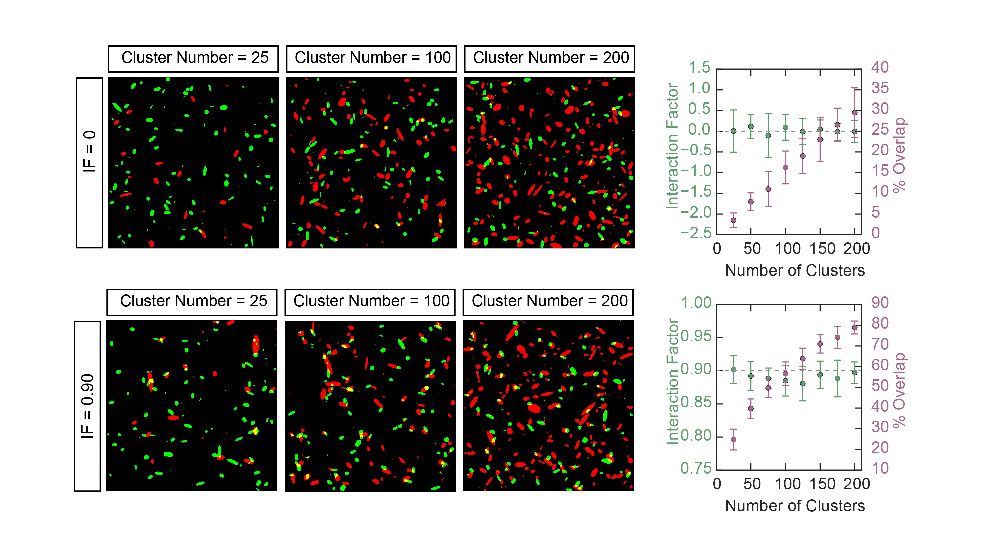 Cluster Number = 25
Cluster Number = 100
Cluster Number = 200
IF = 0
1.5
1.0
0.5
0.0
−0.5
−1.0
−1.5
−2.0
−2.5
Interaction Factor
40
35
30
25
20
15
10
5
0
% Overlap
0 50 100 150 200
Number of Clusters
Cluster Number = 25
Cluster Number = 100
Cluster Number = 200
IF = 0.90
1.00
0.95
0.90
0.85
0.80
0.75
Interaction Factor
90
80
70
60
50
40
30
20
10
% Overlap
0 50 100 150 200
Number of Clusters